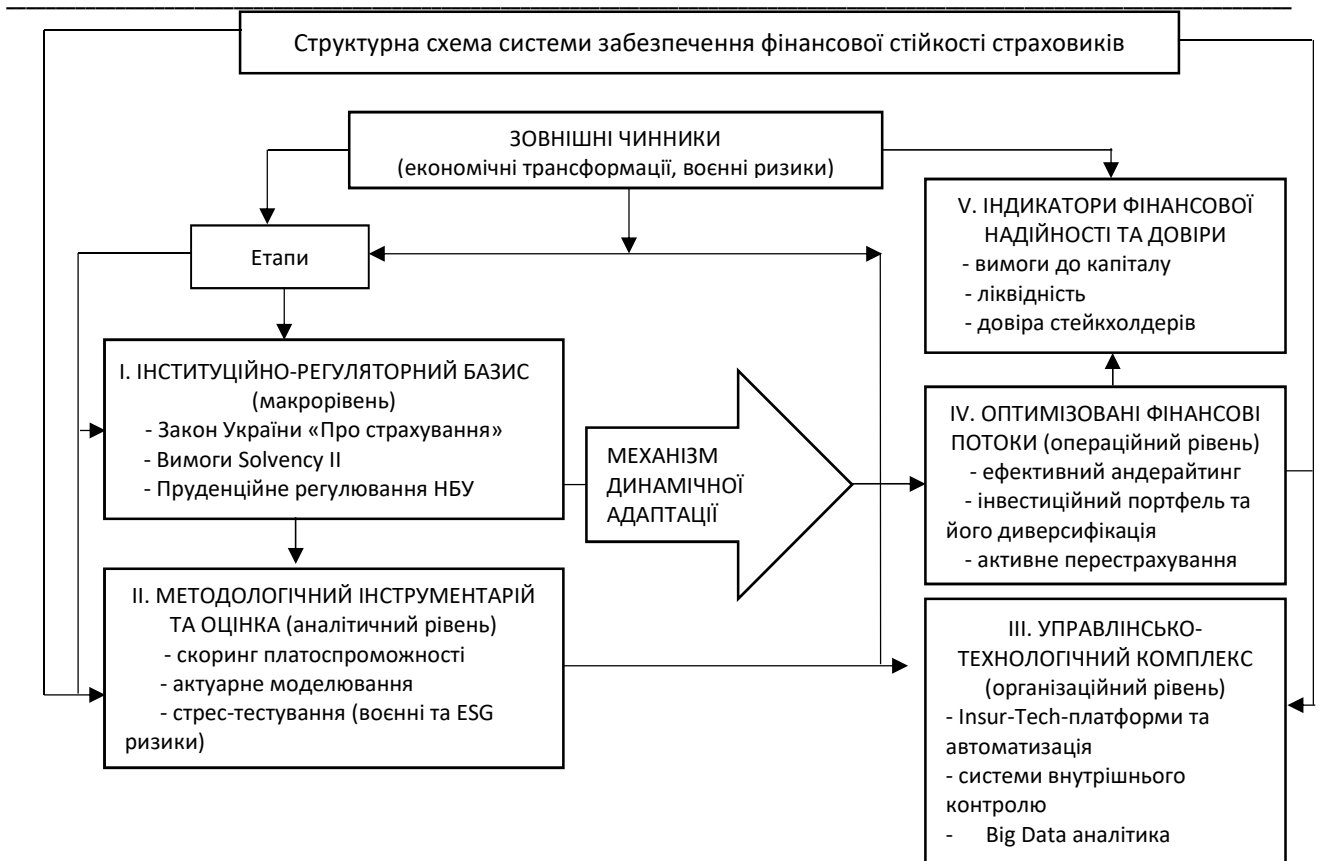 Структурна схема системи забезпечення фінансової стійкості страховиків
ЗОВНІШНІ ЧИННИКИ
(економічні трансформації, воєнні ризики)
Етапи
І. ІНСТИТУЦІЙНО-РЕГУЛЯТОРНИЙ БАЗИС
(макрорівень)
- Закон України «Про страхування»
- Вимоги Solvency II
- Пруденційне регулювання НБУ
ІІ. МЕТОДОЛОГІЧНИЙ ІНСТРУМЕНТАРІЙ
ТА ОЦІНКА (аналітичний рівень)
- скоринг платоспроможності
- актуарне моделювання
- стрес-тестування (воєнні та ESG
ризики)
МЕХАНІЗМ
ДИНАМІЧНОЇ
АДАПТАЦІЇ
V. ІНДИКАТОРИ ФІНАНСОВОЇ
НАДІЙНОСТІ ТА ДОВІРИ
- вимоги до капіталу
- ліквідність
- довіра стейкхолдерів
IV. ОПТИМІЗОВАНІ ФІНАНСОВІ
ПОТОКИ (операційний рівень)
- ефективний андерайтинг
- інвестиційний портфель та
його диверсифікація
- активне перестрахування
ІІІ. УПРАВЛІНСЬКО-
ТЕХНОЛОГІЧНИЙ КОМПЛЕКС
(організаційний рівень)
- Insur-Tech-платформи та
автоматизація
- системи внутрішнього
контролю
- Big Data аналітика